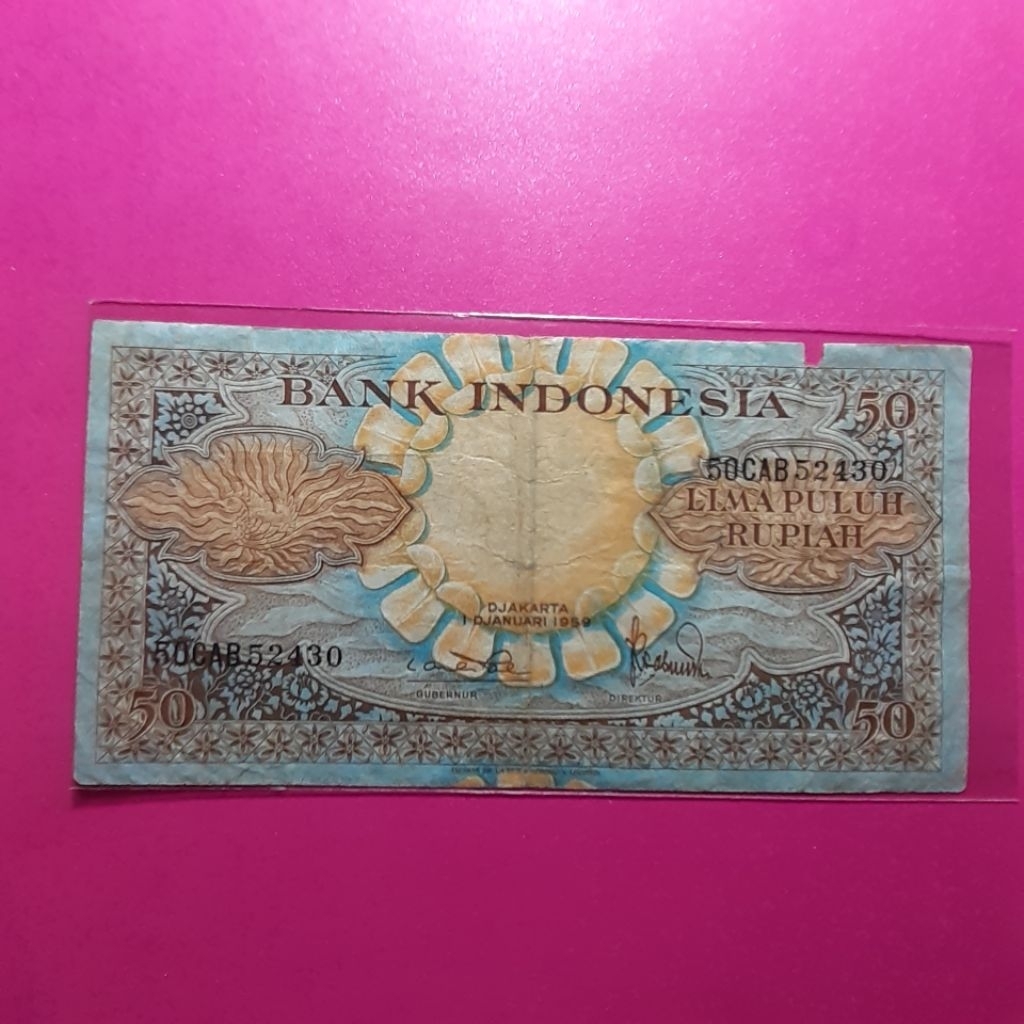 BANK INDONESIA
50
50CAB52430
LIMA PULUH
RUPIAH
DJAKARTA
1 DJANUARI 1959
50CAB52430
GUBERNUR
DIREKTUR
50
50